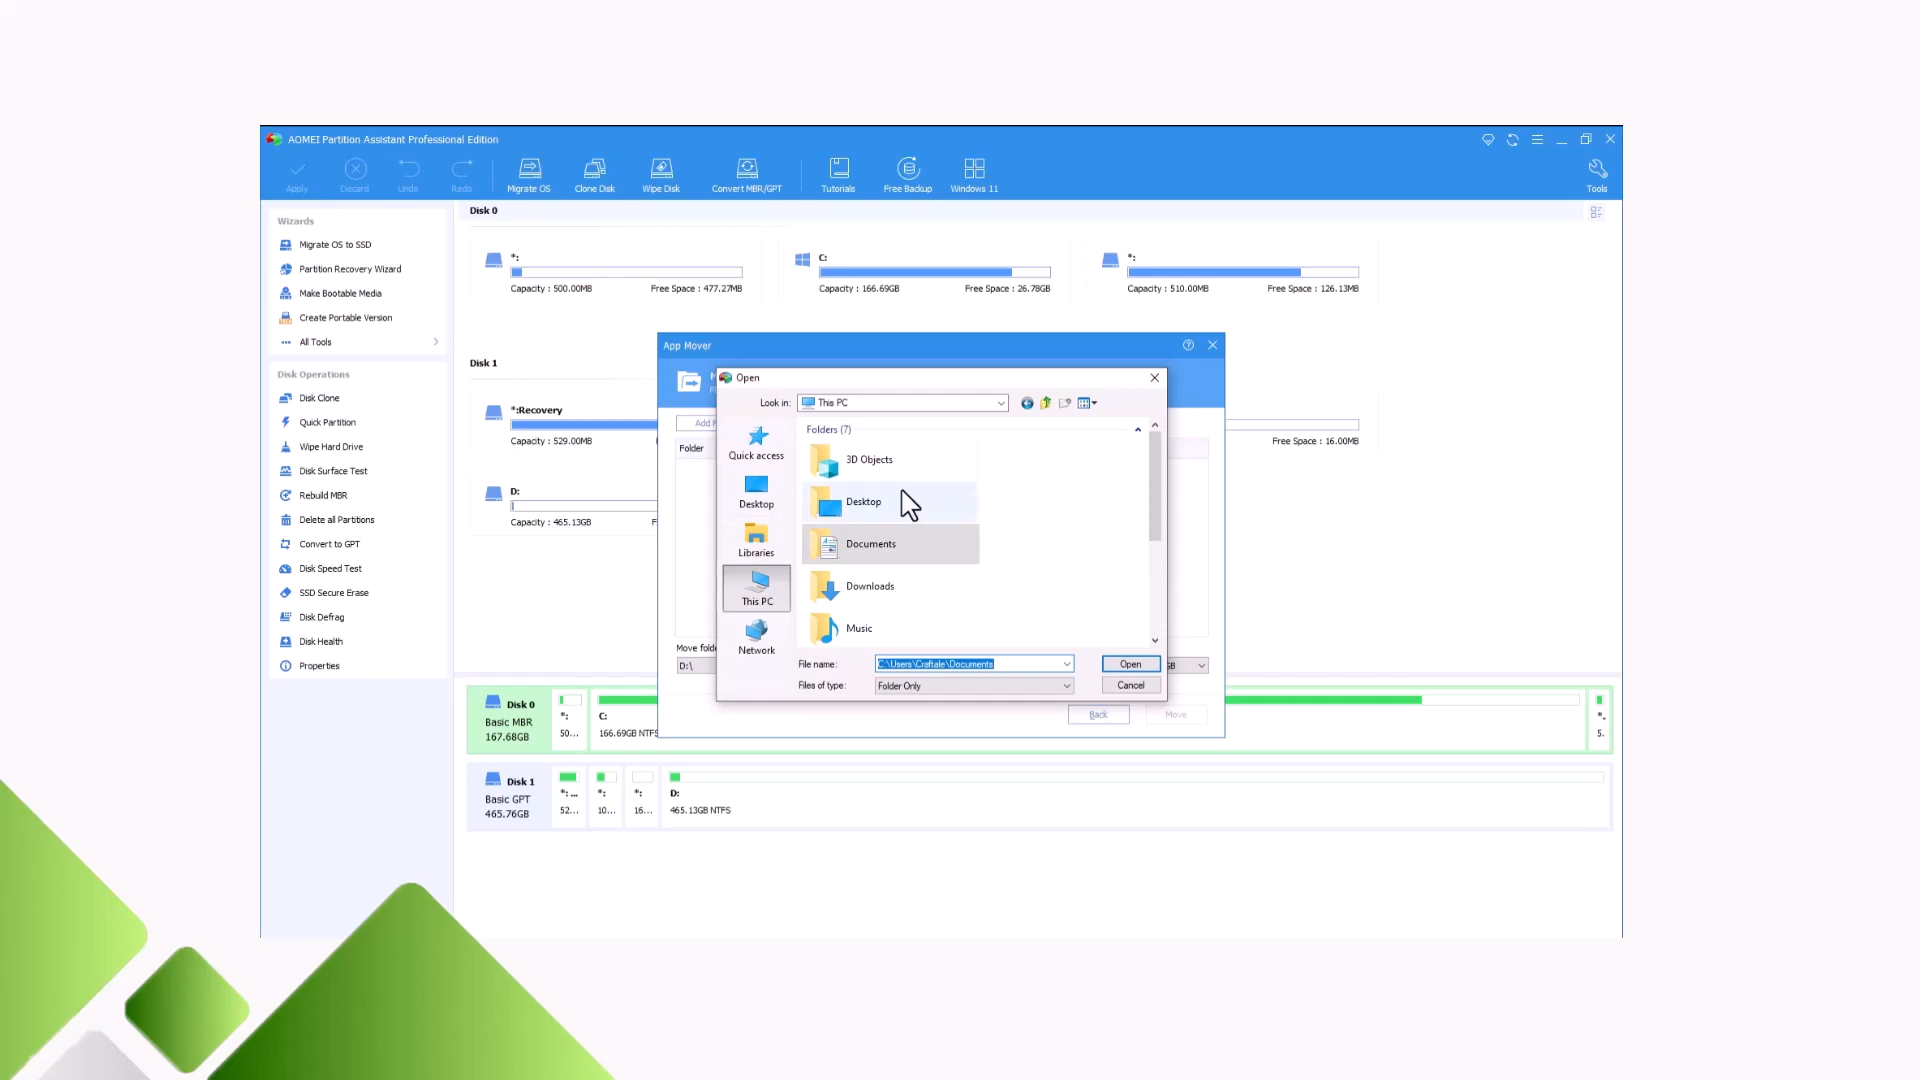 AOMEI Partition Assistant Professional Edition
Apply
Discard
Undo
Redo
Migrate OS
Clone Disk
Wipe Disk
Convert MBR/GPT
Tutorials
Free Backup
Windows 11
Tools
Wizards
Migrate OS to SSD
Partition Recovery Wizard
Make Bootable Media
Create Portable Version
All Tools
Disk Operations
Disk Clone
Quick Partition
Wipe Hard Drive
Disk Surface Test
Rebuild MBR
Delete all Partitions
Convert to GPT
Disk Speed Test
SSD Secure Erase
Disk Defrag
Disk Health
Properties
Disk 0
*:
Capacity : 500.00MB
Free Space : 477.27MB
C:
Capacity : 166.69GB
Free Space : 26.78GB
*:
Capacity : 510.00MB
Free Space : 126.13MB
Disk 1
*:Recovery
Capacity : 529.00MB
Free Space : 16.00MB
D:
Capacity : 465.13GB
F
App Mover
Add F
Folder
Move folde
D:\
GB
Back
Move
Open
Look in:
This PC
Quick access
Desktop
Libraries
This PC
Network
Folders (7)
3D Objects
Desktop
Documents
Downloads
Music
File name:
C:\Users\Craftale\Documents
Open
Files of type:
Folder Only
Cancel
Disk 0
Basic MBR
167.68GB
*:
50...
C:
166.69GB NTFS
*.
5.
Disk 1
Basic GPT
465.76GB
*: ...
52...
*:
10...
*:
16...
D:
465.13GB NTFS